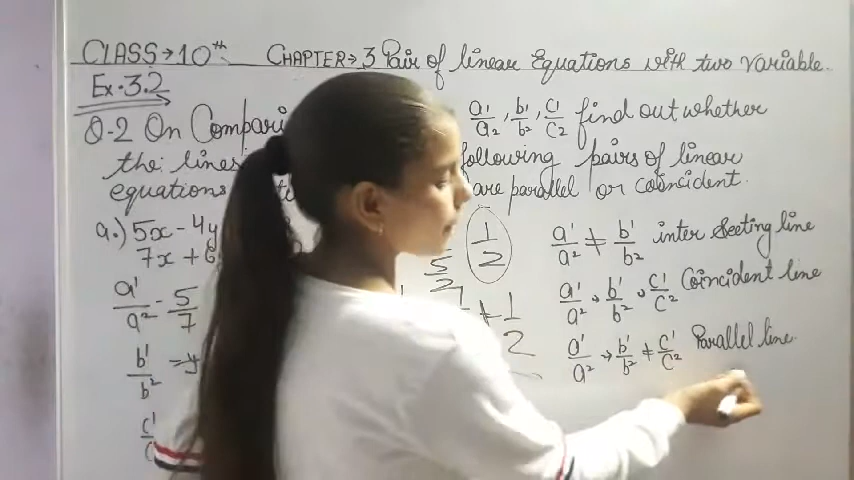 CLASS→10th CHAPTER→3 Pair of linear Equations with two variable.
Ex.3.2
Q-2 On Compari a1/a2, b1/b2, c1/c2 find out whether
the lines following pairs of linear
equations are parallel or coincident.
a.) 5x - 4y
7x + 6
a1/a2 = 5/7
b1/b2 = -4
c1/c
1/2
5/7
≠ 1/2
a1/a2 ≠ b1/b2 inter Secting line
a1/a2 = b1/b2 = c1/c2 Coincident line
a1/a2 = b1/b2 ≠ c1/c2 Parallel line.